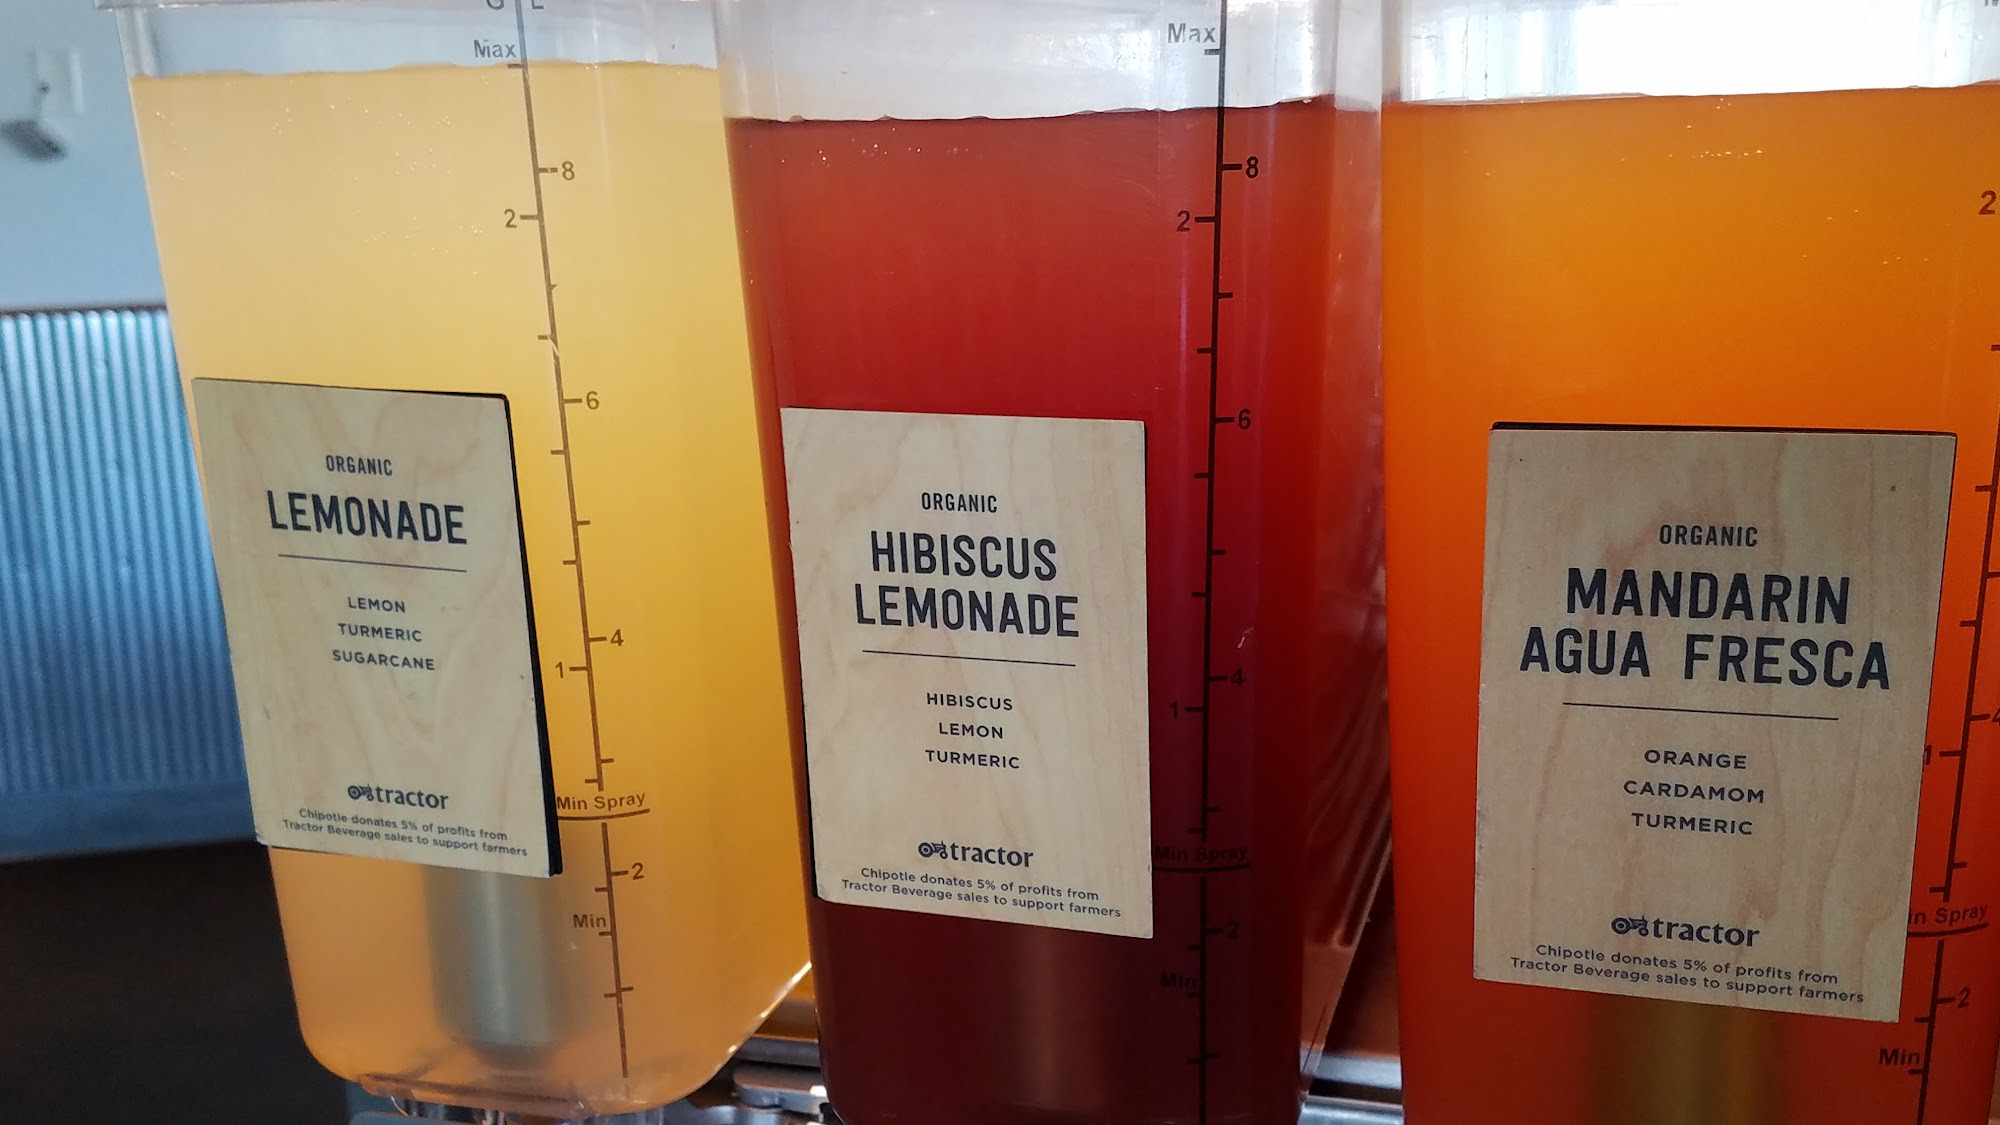 G L
Max
8
2
6
4
1
Min Spray
2
Min
ORGANIC
LEMONADE
LEMON
TURMERIC
SUGARCANE
tractor
Chipotle donates 5% of profits from
Tractor Beverage sales to support farmers
Max
8
2
6
4
1
Min Spray
2
Min
ORGANIC
HIBISCUS
LEMONADE
HIBISCUS
LEMON
TURMERIC
tractor
Chipotle donates 5% of profits from
Tractor Beverage sales to support farmers
2
4
1
in Spray
2
Min
ORGANIC
MANDARIN
AGUA FRESCA
ORANGE
CARDAMOM
TURMERIC
tractor
Chipotle donates 5% of profits from
Tractor Beverage sales to support farmers